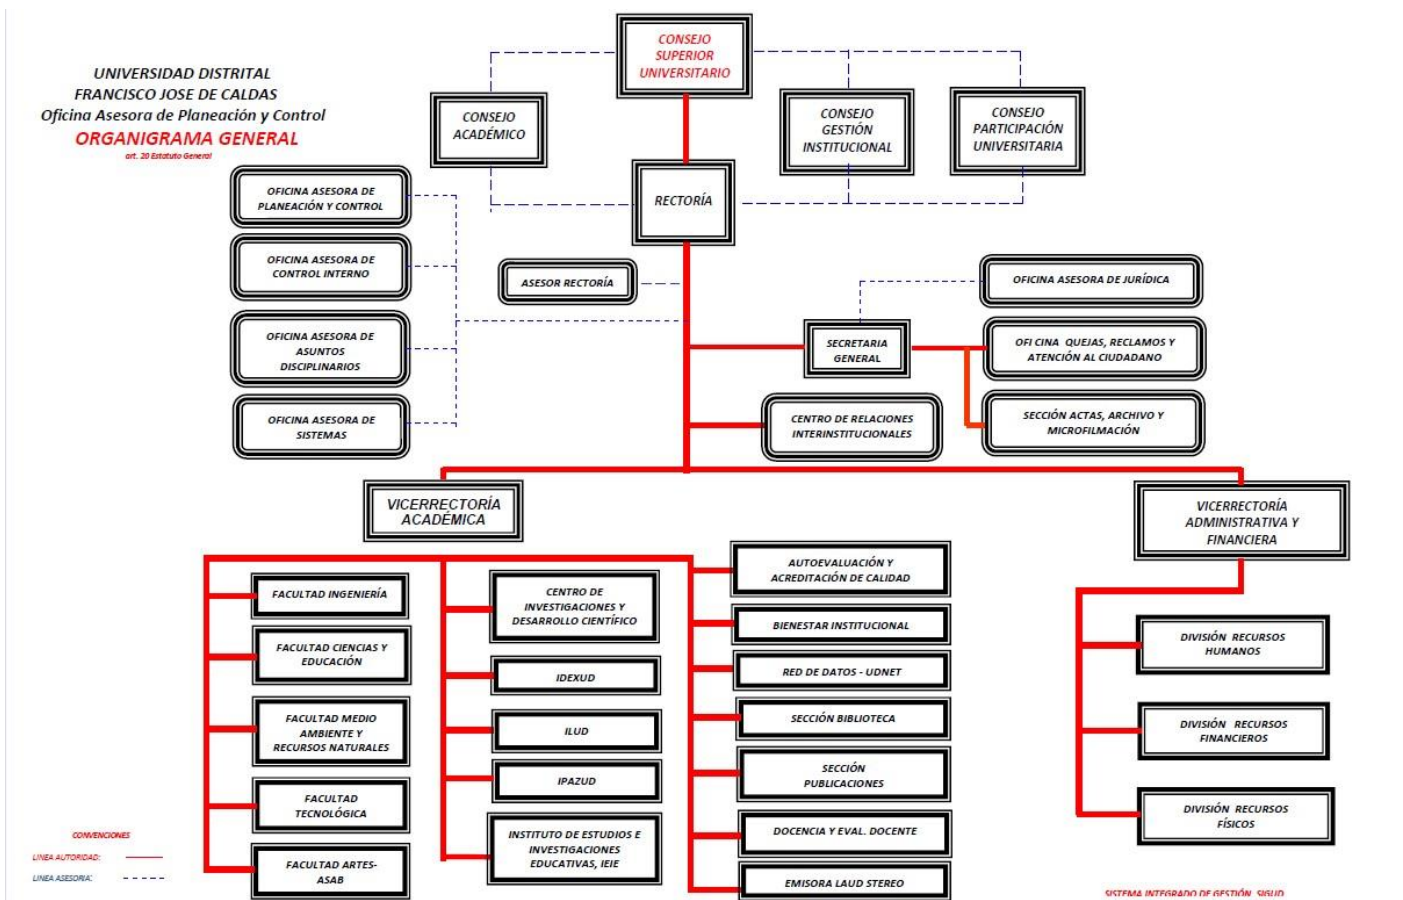 UNIVERSIDAD DISTRITAL
FRANCISCO JOSE DE CALDAS
Oficina Asesora de Planeación y Control
ORGANIGRAMA GENERAL
art. 20 Estatuto General
CONSEJO
SUPERIOR
UNIVERSITARIO
CONSEJO
ACADÉMICO
CONSEJO
GESTIÓN
INSTITUCIONAL
CONSEJO
PARTICIPACIÓN
UNIVERSITARIA
RECTORÍA
OFICINA ASESORA DE
PLANEACIÓN Y CONTROL
OFICINA ASESORA DE
CONTROL INTERNO
OFICINA ASESORA DE
ASUNTOS
DISCIPLINARIOS
OFICINA ASESORA DE
SISTEMAS
ASESOR RECTORÍA
OFICINA ASESORA DE JURÍDICA
SECRETARIA
GENERAL
OFI CINA QUEJAS, RECLAMOS Y
ATENCIÓN AL CIUDADANO
CENTRO DE RELACIONES
INTERINSTITUCIONALES
SECCIÓN ACTAS, ARCHIVO Y
MICROFILMACIÓN
VICERRECTORÍA
ACADÉMICA
VICERRECTORÍA
ADMINISTRATIVA Y
FINANCIERA
FACULTAD INGENIERÍA
FACULTAD CIENCIAS Y
EDUCACIÓN
FACULTAD MEDIO
AMBIENTE Y
RECURSOS NATURALES
FACULTAD
TECNOLÓGICA
FACULTAD ARTES-
ASAB
CENTRO DE
INVESTIGACIONES Y
DESARROLLO CIENTÍFICO
IDEXUD
ILUD
IPAZUD
INSTITUTO DE ESTUDIOS E
INVESTIGACIONES
EDUCATIVAS, IEIE
AUTOEVALUACIÓN Y
ACREDITACIÓN DE CALIDAD
BIENESTAR INSTITUCIONAL
RED DE DATOS - UDNET
SECCIÓN BIBLIOTECA
SECCIÓN
PUBLICACIONES
DOCENCIA Y EVAL. DOCENTE
EMISORA LAUD STEREO
DIVISIÓN RECURSOS
HUMANOS
DIVISIÓN RECURSOS
FINANCIEROS
DIVISIÓN RECURSOS
FÍSICOS
CONVENCIONES
LINEA AUTORIDAD:
LINEA ASESORIA:
SISTEMA INTEGRADO DE GESTIÓN SIGUD